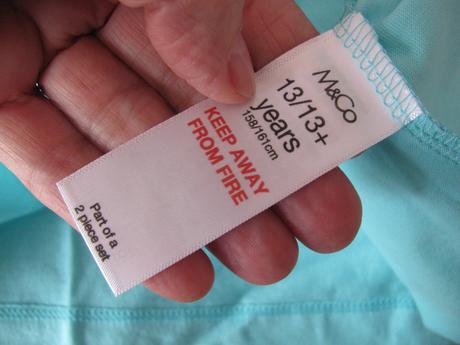 M&Co
13/13+
years
158/161cm
KEEP AWAY
FROM FIRE
Part of a
2 piece set